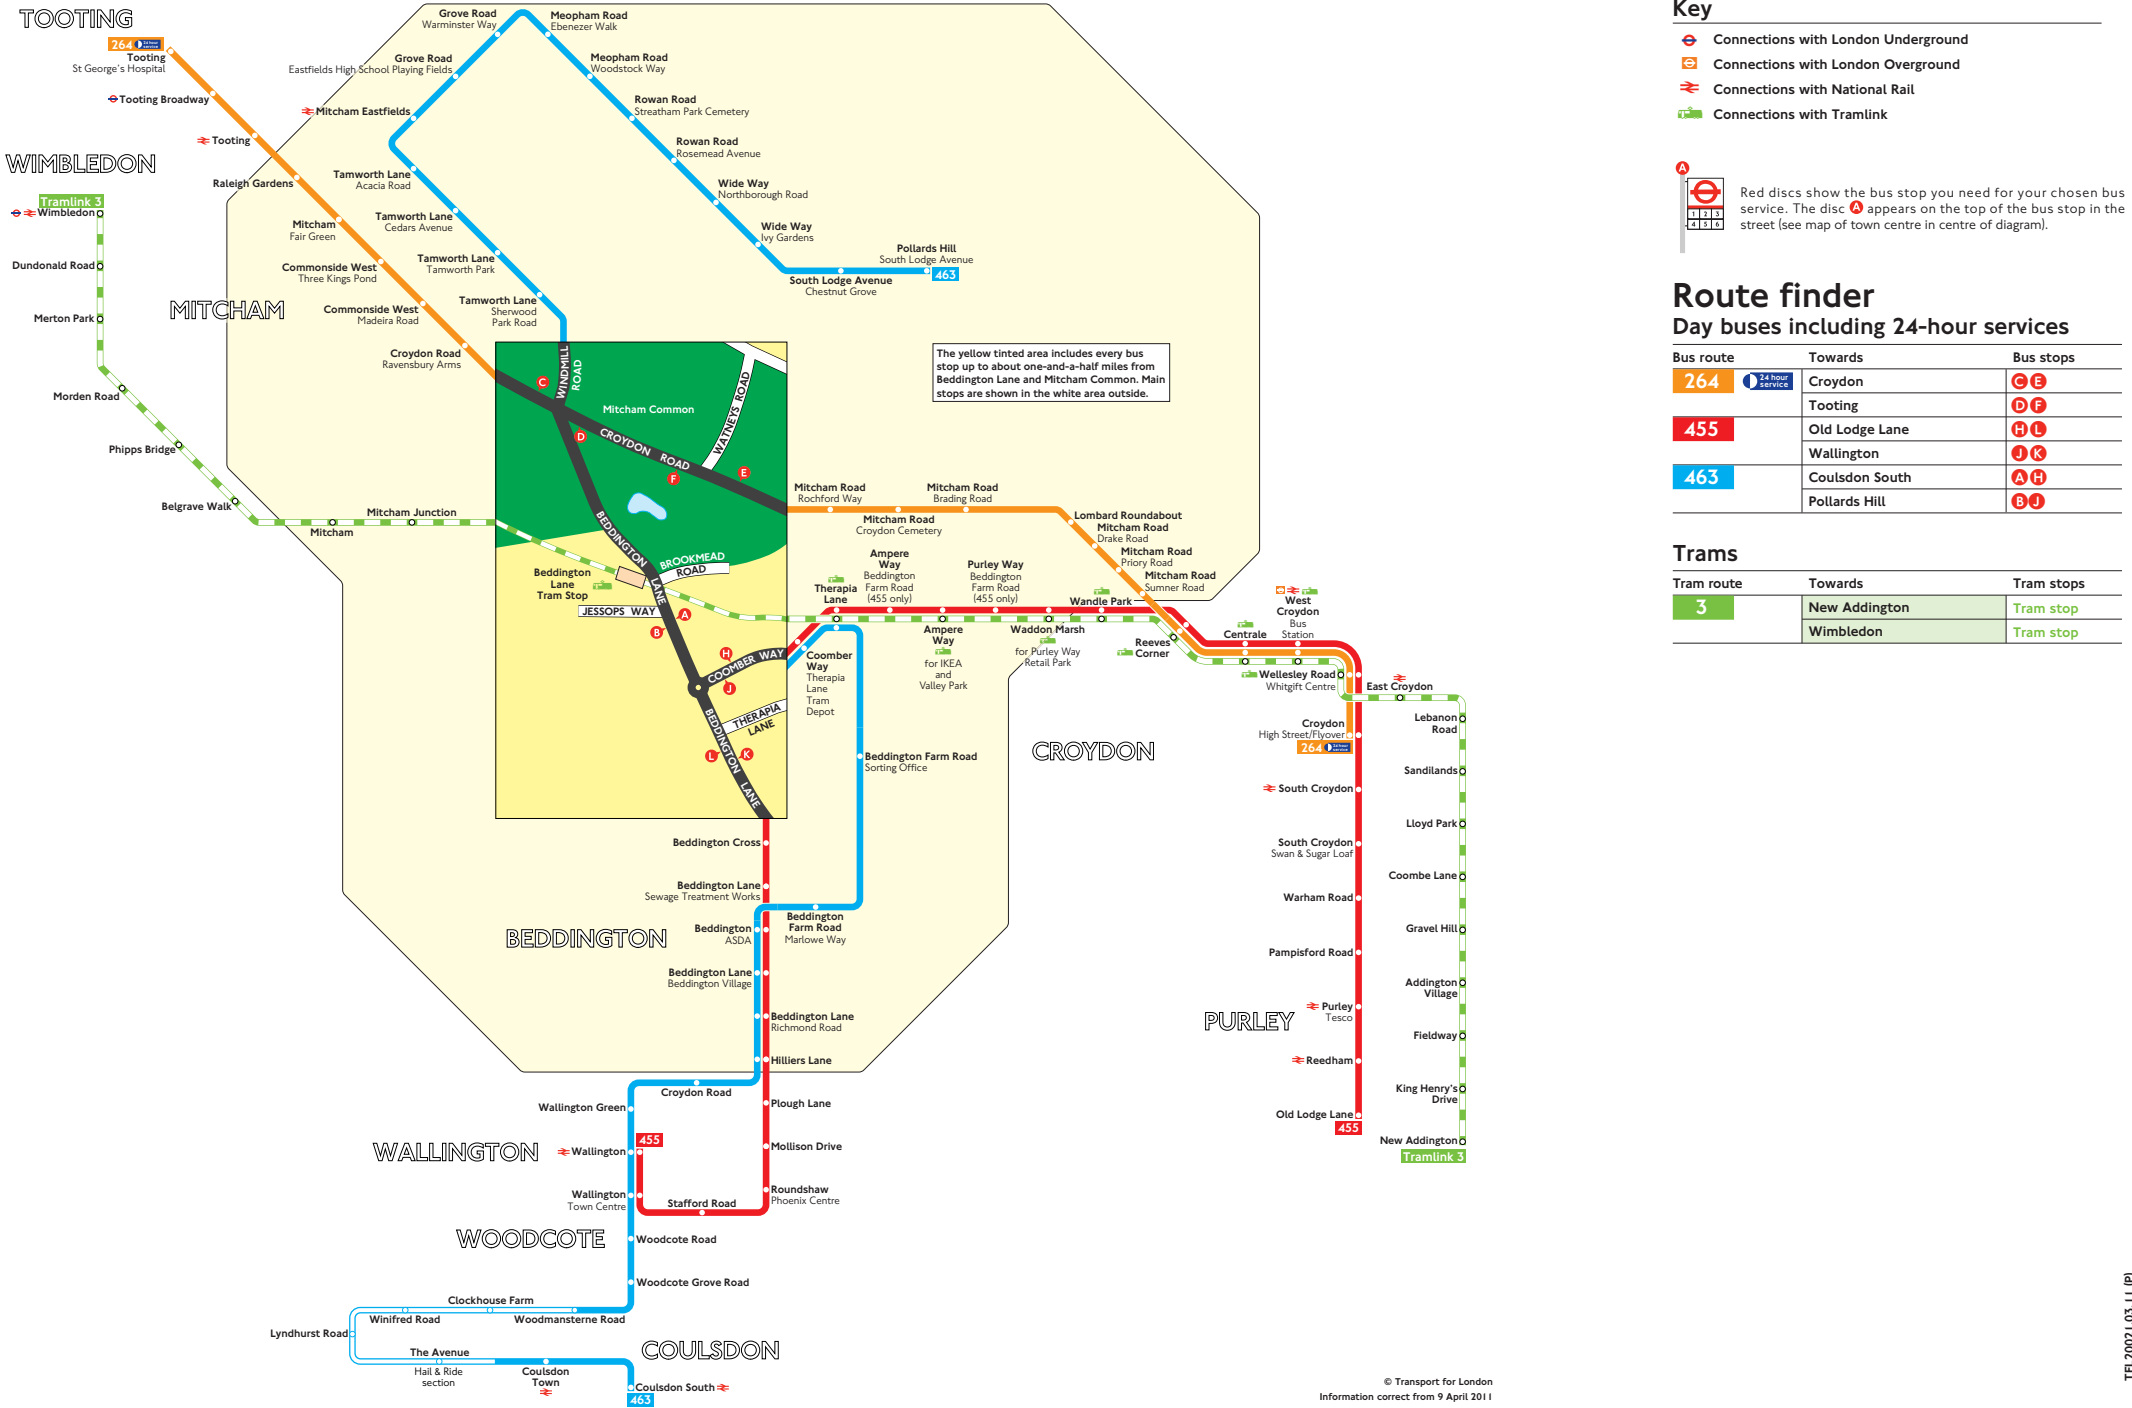 TOOTING
264 24 hour service
Tooting
St George's Hospital
Tooting Broadway
Tooting
WIMBLEDON
Tramlink 3
Wimbledon
Dundonald Road
Merton Park
Morden Road
Phipps Bridge
Belgrave Walk
Mitcham
Mitcham Junction
Raleigh Gardens
Mitcham
Fair Green
Commonside West
Three Kings Pond
MITCHAM
Commonside West
Madeira Road
Croydon Road
Ravensbury Arms
Grove Road
Warminster Way
Grove Road
Eastfields High School Playing Fields
Mitcham Eastfields
Tamworth Lane
Acacia Road
Tamworth Lane
Cedars Avenue
Tamworth Lane
Tamworth Park
Tamworth Lane
Sherwood
Park Road
Meopham Road
Ebenezer Walk
Meopham Road
Woodstock Way
Rowan Road
Streatham Park Cemetery
Rowan Road
Rosemead Avenue
Wide Way
Northborough Road
Wide Way
Ivy Gardens
Pollards Hill
South Lodge Avenue
463
South Lodge Avenue
Chestnut Grove
The yellow tinted area includes every bus
stop up to about one-and-a-half miles from
Beddington Lane and Mitcham Common. Main
stops are shown in the white area outside.
WINDMILL
ROAD
C
Mitcham Common
WATNEYS ROAD
D
CROYDON ROAD
F
E
BEDDINGTON
LANE
BROOKMEAD
ROAD
Beddington
Lane
Tram Stop
JESSOPS WAY
A
B
H
COOMBER WAY
J
BEDDINGTON LANE
THERAPIA
LANE
L
K
Mitcham Road
Rochford Way
Mitcham Road
Croydon Cemetery
Mitcham Road
Brading Road
Lombard Roundabout
Mitcham Road
Drake Road
Mitcham Road
Priory Road
Mitcham Road
Sumner Road
Therapia
Lane
Ampere
Way
Beddington
Farm Road
(455 only)
Purley Way
Beddington
Farm Road
(455 only)
Wandle Park
Ampere
Way
for IKEA
and
Valley Park
Waddon Marsh
for Purley Way
Retail Park
Reeves
Corner
Centrale
West
Croydon
Bus
Station
Coomber
Way
Therapia
Lane
Tram
Depot
Wellesley Road
Whitgift Centre
East Croydon
Croydon
High Street/Flyover
264 24 hour service
CROYDON
Beddington Farm Road
Sorting Office
Lebanon
Road
Sandilands
Lloyd Park
Coombe Lane
Gravel Hill
Addington
Village
Fieldway
King Henry's
Drive
New Addington
Tramlink 3
South Croydon
South Croydon
Swan & Sugar Loaf
Warham Road
Pampisford Road
Purley
Tesco
PURLEY
Reedham
Old Lodge Lane
455
Beddington Cross
Beddington Lane
Sewage Treatment Works
Beddington
Farm Road
Marlowe Way
BEDDINGTON
Beddington
ASDA
Beddington Lane
Beddington Village
Beddington Lane
Richmond Road
Hilliers Lane
Croydon Road
Wallington Green
Plough Lane
WALLINGTON
455
Wallington
Mollison Drive
Wallington
Town Centre
Roundshaw
Phoenix Centre
Stafford Road
WOODCOTE
Woodcote Road
Woodcote Grove Road
Clockhouse Farm
Winifred Road
Woodmansterne Road
Lyndhurst Road
The Avenue
Hail & Ride
section
Coulsdon
Town
COULSDON
Coulsdon South
463
Key
Connections with London Underground
Connections with London Overground
Connections with National Rail
Connections with Tramlink
A
1 2 3
4 5 6
Red discs show the bus stop you need for your chosen bus
service. The disc A appears on the top of the bus stop in the
street (see map of town centre in centre of diagram).
Route finder
Day buses including 24-hour services
Bus route Towards Bus stops
264 24 hour service Croydon C E
Tooting D F
455 Old Lodge Lane H L
Wallington J K
463 Coulsdon South A H
Pollards Hill B J
Trams
Tram route Towards Tram stops
3 New Addington Tram stop
Wimbledon Tram stop
© Transport for London
Information correct from 9 April 2011